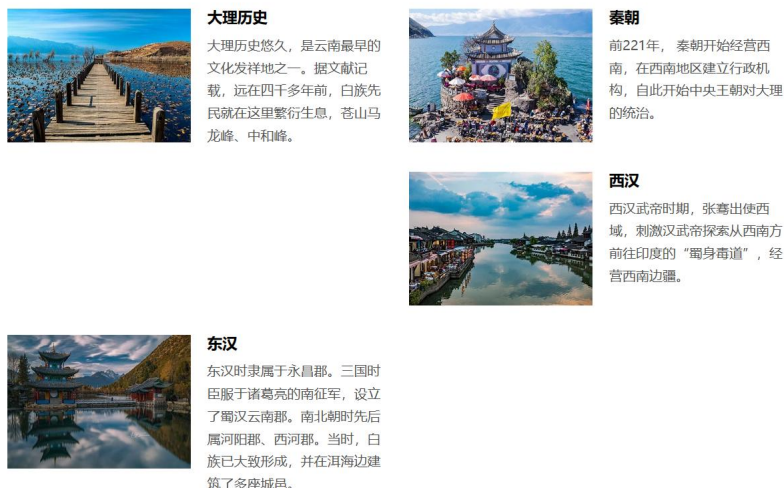 大理历史
大理历史悠久，是云南最早的
文化发祥地之一。据文献记
载，远在四千多年前，白族先
民就在这里繁衍生息，苍山马
龙峰、中和峰。
秦朝
前221年， 秦朝开始经营西
南，在西南地区建立行政机
构，自此开始中央王朝对大理
的统治。
西汉
西汉武帝时期，张骞出使西
域，刺激汉武帝探索从西南方
前往印度的“蜀身毒道”，经
营西南边疆。
东汉
东汉时隶属于永昌郡。三国时
臣服于诸葛亮的南征军，设立
了蜀汉云南郡。南北朝时先后
属河阳郡、西河郡。当时，白
族已大致形成，并在洱海边建
筑了多座城邑。